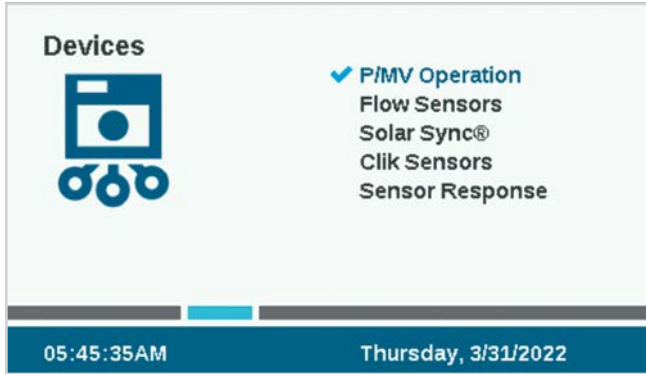 Devices
P/MV Operation
Flow Sensors
Solar Sync®
Clik Sensors
Sensor Response
05:45:35AM
Thursday, 3/31/2022